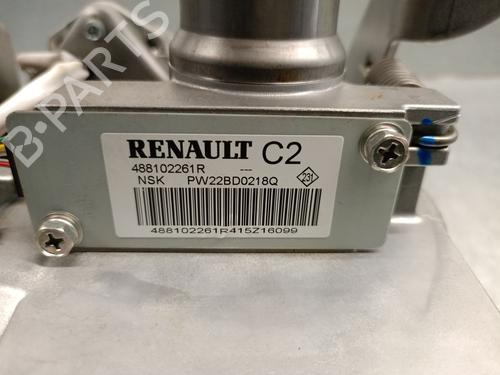 B-PARTS
RENAULT C2
488102261R ---
NSK PW22BD0218Q
231
488102261R415Z16099